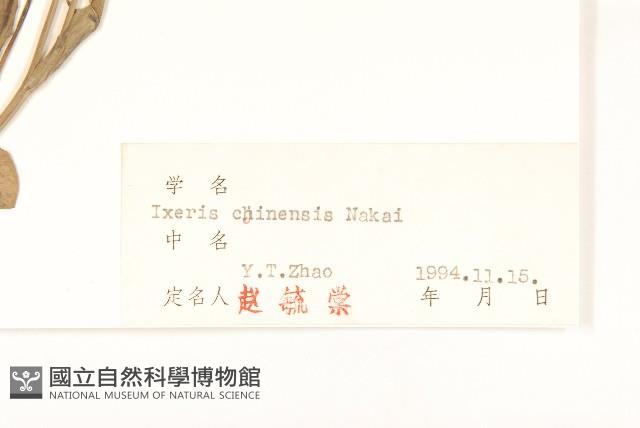 学 名
Ixeris chinensis Nakai
中 名
Y.T.Zhao 1994.11.15.
定名人 赵 毓 棠 年 月 日
國立自然科學博物館
NATIONAL MUSEUM OF NATURAL SCIENCE